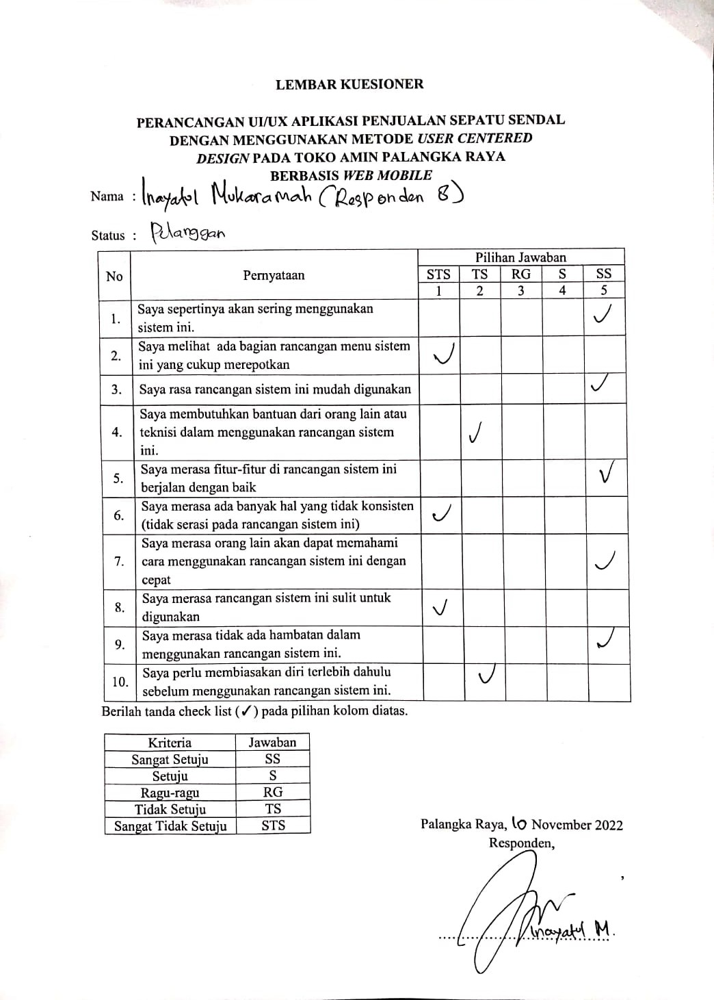 LEMBAR KUESIONER
PERANCANGAN UI/UX APLIKASI PENJUALAN SEPATU SENDAL
DENGAN MENGGUNAKAN METODE USER CENTERED
DESIGN PADA TOKO AMIN PALANGKA RAYA
BERBASIS WEB MOBILE
Nama : Inayatul Mukaramah (Responden 8)
Status : Pelanggan
No Pernyataan Pilihan Jawaban
STS TS RG S SS
1 2 3 4 5
1. Saya sepertinya akan sering menggunakan
sistem ini. ✓
2. Saya melihat ada bagian rancangan menu sistem
ini yang cukup merepotkan ✓
3. Saya rasa rancangan sistem ini mudah digunakan ✓
4. Saya membutuhkan bantuan dari orang lain atau
teknisi dalam menggunakan rancangan sistem ✓
ini.
5. Saya merasa fitur-fitur di rancangan sistem ini
berjalan dengan baik ✓
6. Saya merasa ada banyak hal yang tidak konsisten
(tidak serasi pada rancangan sistem ini) ✓
7. Saya merasa orang lain akan dapat memahami
cara menggunakan rancangan sistem ini dengan ✓
cepat
8. Saya merasa rancangan sistem ini sulit untuk
digunakan ✓
9. Saya merasa tidak ada hambatan dalam
menggunakan rancangan sistem ini. ✓
10. Saya perlu membiasakan diri terlebih dahulu
sebelum menggunakan rancangan sistem ini. ✓
Berilah tanda check list (✓) pada pilihan kolom diatas.
Kriteria Jawaban
Sangat Setuju SS
Setuju S
Ragu-ragu RG
Tidak Setuju TS
Sangat Tidak Setuju STS
Palangka Raya, 10 November 2022
Responden,
Inayatul M.